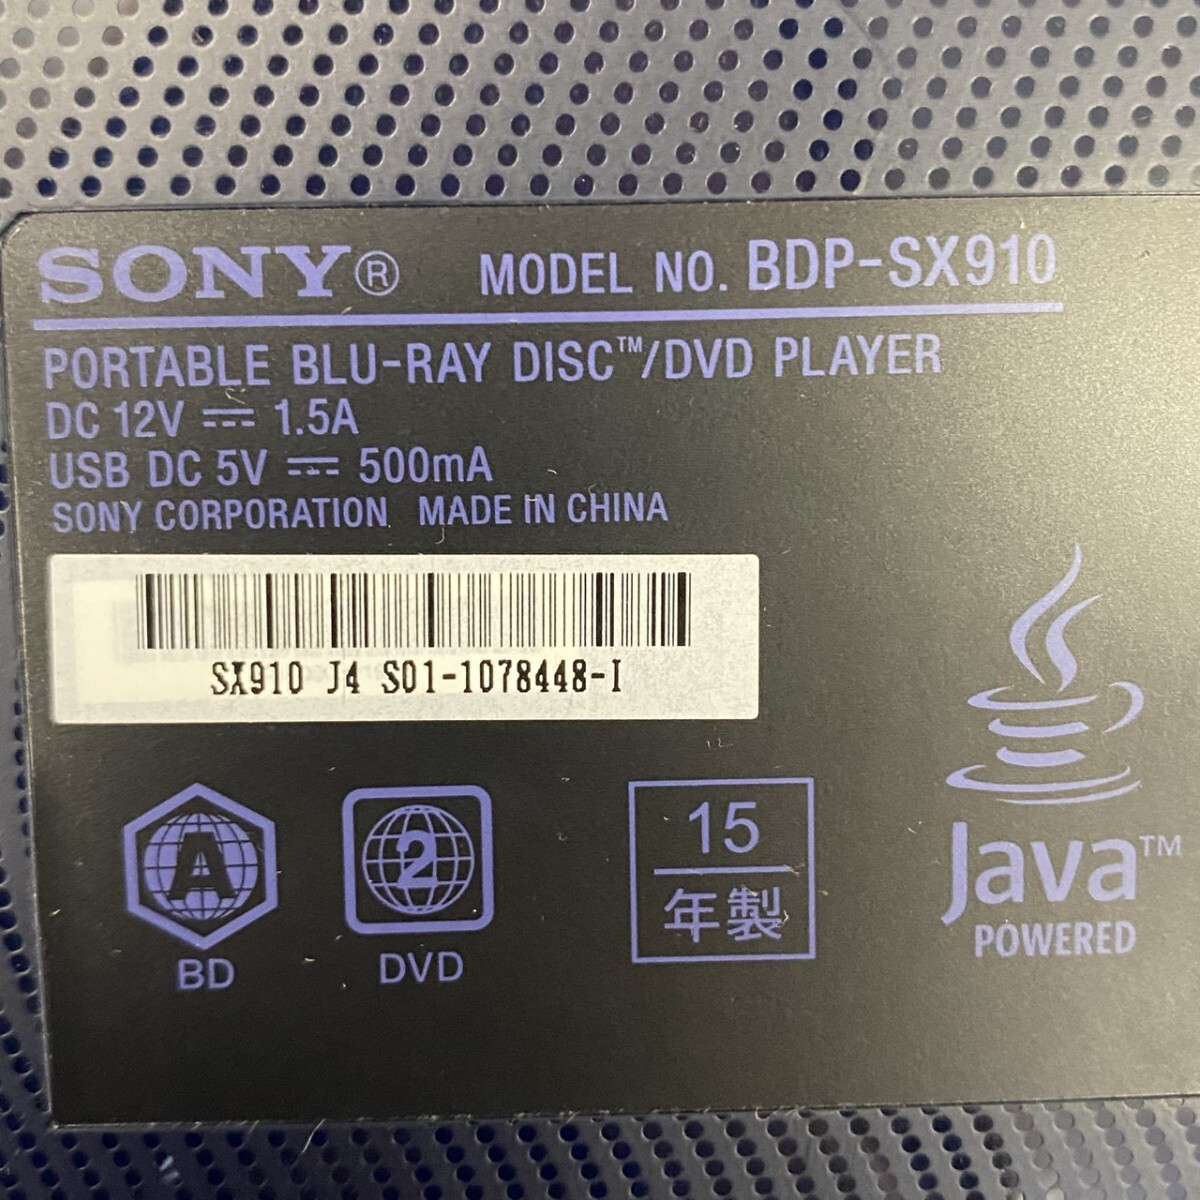 SONY® MODEL NO. BDP-SX910
PORTABLE BLU-RAY DISC™/DVD PLAYER
DC 12V ⎓ 1.5A
USB DC 5V ⎓ 500mA
SONY CORPORATION MADE IN CHINA
SX910 J4 S01-1078448-I
A
BD
2
DVD
15
年製
Java™
POWERED